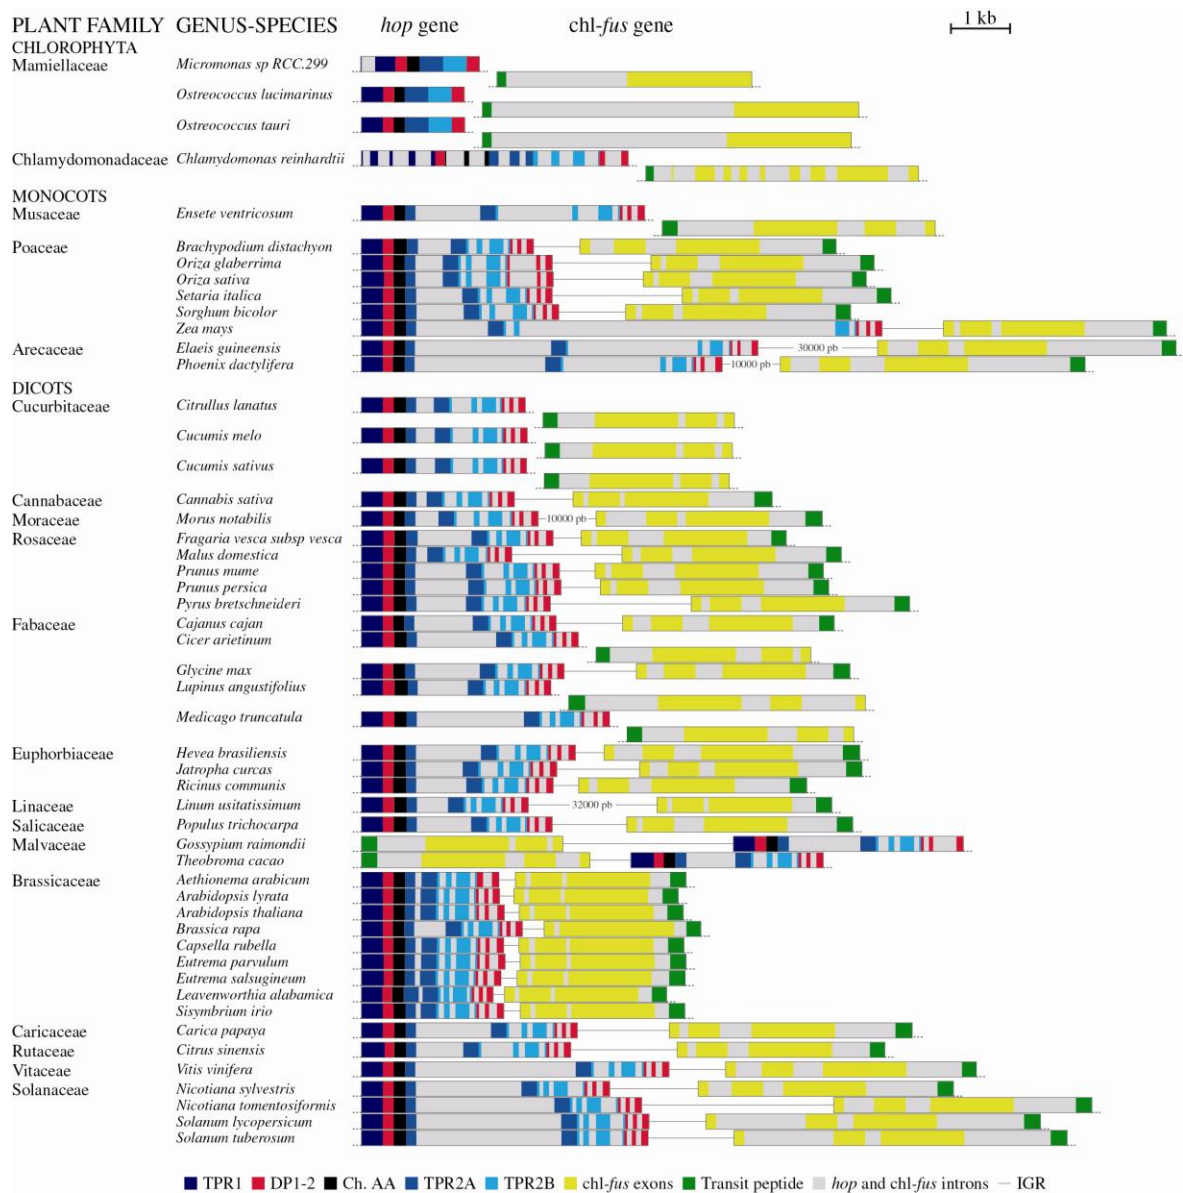 PLANT FAMILY GENUS-SPECIES hop gene chl-fus gene 1 kb
CHLOROPHYTA
Mamiellaceae Micromonas sp RCC.299
Ostreococcus lucimarinus
Ostreococcus tauri
Chlamydomonadaceae Chlamydomonas reinhardtii
MONOCOTS
Musaceae Ensete ventricosum
Poaceae Brachypodium distachyon
Oriza glaberrima
Oriza sativa
Setaria italica
Sorghum bicolor
Zea mays
Arecaceae Elaeis guineensis 30000 pb
Phoenix dactylifera 10000 pb
DICOTS
Cucurbitaceae Citrullus lanatus
Cucumis melo
Cucumis sativus
Cannabaceae Cannabis sativa
Moraceae Morus notabilis 10000 pb
Rosaceae Fragaria vesca subsp vesca
Malus domestica
Prunus mume
Prunus persica
Pyrus bretschneideri
Fabaceae Cajanus cajan
Cicer arietinum
Glycine max
Lupinus angustifolius
Medicago truncatula
Euphorbiaceae Hevea brasiliensis
Jatropha curcas
Ricinus communis
Linaceae Linum usitatissimum 32000 pb
Salicaceae Populus trichocarpa
Malvaceae Gossypium raimondii
Theobroma cacao
Brassicaceae Aethionema arabicum
Arabidopsis lyrata
Arabidopsis thaliana
Brassica rapa
Capsella rubella
Eutrema parvulum
Eutrema salsugineum
Leavenworthia alabamica
Sisymbrium irio
Caricaceae Carica papaya
Rutaceae Citrus sinensis
Vitaceae Vitis vinifera
Solanaceae Nicotiana sylvestris
Nicotiana tomentosiformis
Solanum lycopersicum
Solanum tuberosum
TPR1 DP1-2 Ch. AA TPR2A TPR2B chl-fus exons Transit peptide hop and chl-fus introns IGR